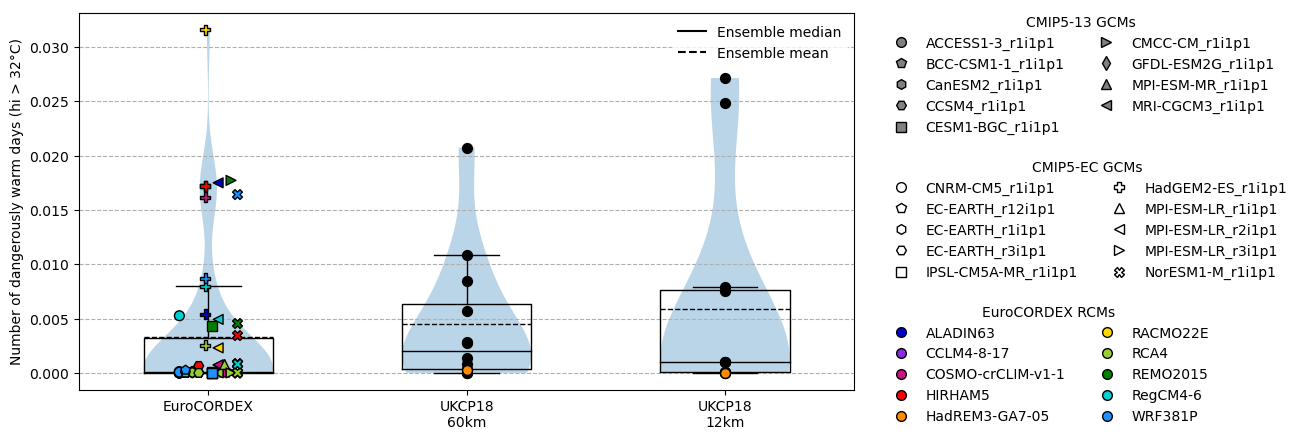 Number of dangerously warm days (hi > 32°C)
0.030
0.025
0.020
0.015
0.010
0.005
0.000
Ensemble median
Ensemble mean
EuroCORDEX
UKCP18
60km
UKCP18
12km
CMIP5-13 GCMs
ACCESS1-3_r1i1p1
BCC-CSM1-1_r1i1p1
CanESM2_r1i1p1
CCSM4_r1i1p1
CESM1-BGC_r1i1p1
CMCC-CM_r1i1p1
GFDL-ESM2G_r1i1p1
MPI-ESM-MR_r1i1p1
MRI-CGCM3_r1i1p1
CMIP5-EC GCMs
CNRM-CM5_r1i1p1
EC-EARTH_r12i1p1
EC-EARTH_r1i1p1
EC-EARTH_r3i1p1
IPSL-CM5A-MR_r1i1p1
HadGEM2-ES_r1i1p1
MPI-ESM-LR_r1i1p1
MPI-ESM-LR_r2i1p1
MPI-ESM-LR_r3i1p1
NorESM1-M_r1i1p1
EuroCORDEX RCMs
ALADIN63
CCLM4-8-17
COSMO-crCLIM-v1-1
HIRHAM5
HadREM3-GA7-05
RACMO22E
RCA4
REMO2015
RegCM4-6
WRF381P